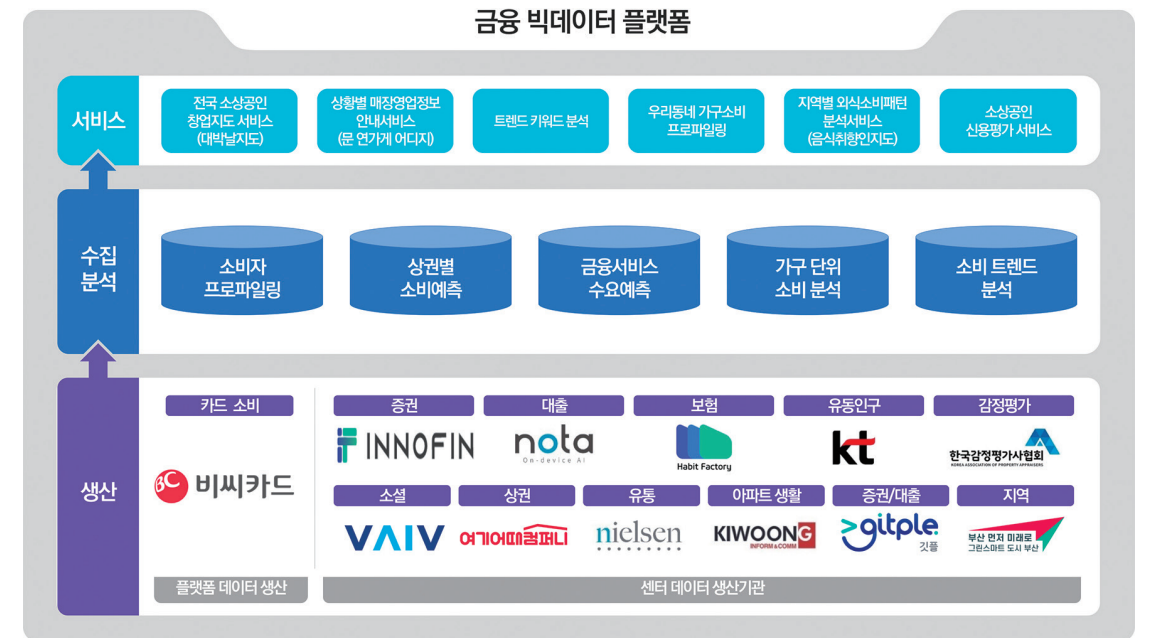 금융 빅데이터 플랫폼
서비스
전국 소상공인
창업지도 서비스
(대박날지도)
상황별 매장영업정보
안내서비스
(문 연가게 어디지)
트렌드 키워드 분석
우리동네 가구소비
프로파일링
지역별 외식소비패턴
분석서비스
(음식취향인지도)
소상공인
신용평가 서비스
수집
분석
소비자
프로파일링
상권별
소비예측
금융서비스
수요예측
가구 단위
소비 분석
소비 트렌드
분석
생산
카드 소비
BC 비씨카드
플랫폼 데이터 생산
증권
INNOFIN
대출
nota
On-device AI
보험
Habit Factory
유동인구
kt
감정평가
한국감정평가사협회
KOREA ASSOCIATION OF PROPERTY APPRAISERS
소셜
VAIV
상권
여기어때컴퍼니
유통
nielsen
아파트 생활
KIWOONG
INFORM & COMM
증권/대출
gitple
깃플
지역
부산 먼저 미래로
그린스마트 도시 부산
센터 데이터 생산기관